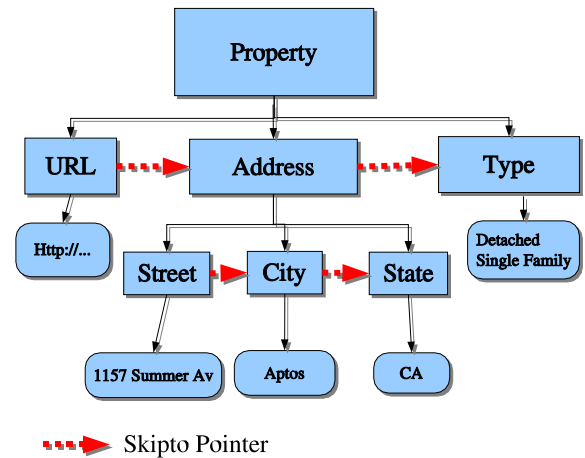 Property
URL
Address
Type
Http://...
Detached
Single Family
Street
City
State
1157 Summer Av
Aptos
CA
Skipto Pointer